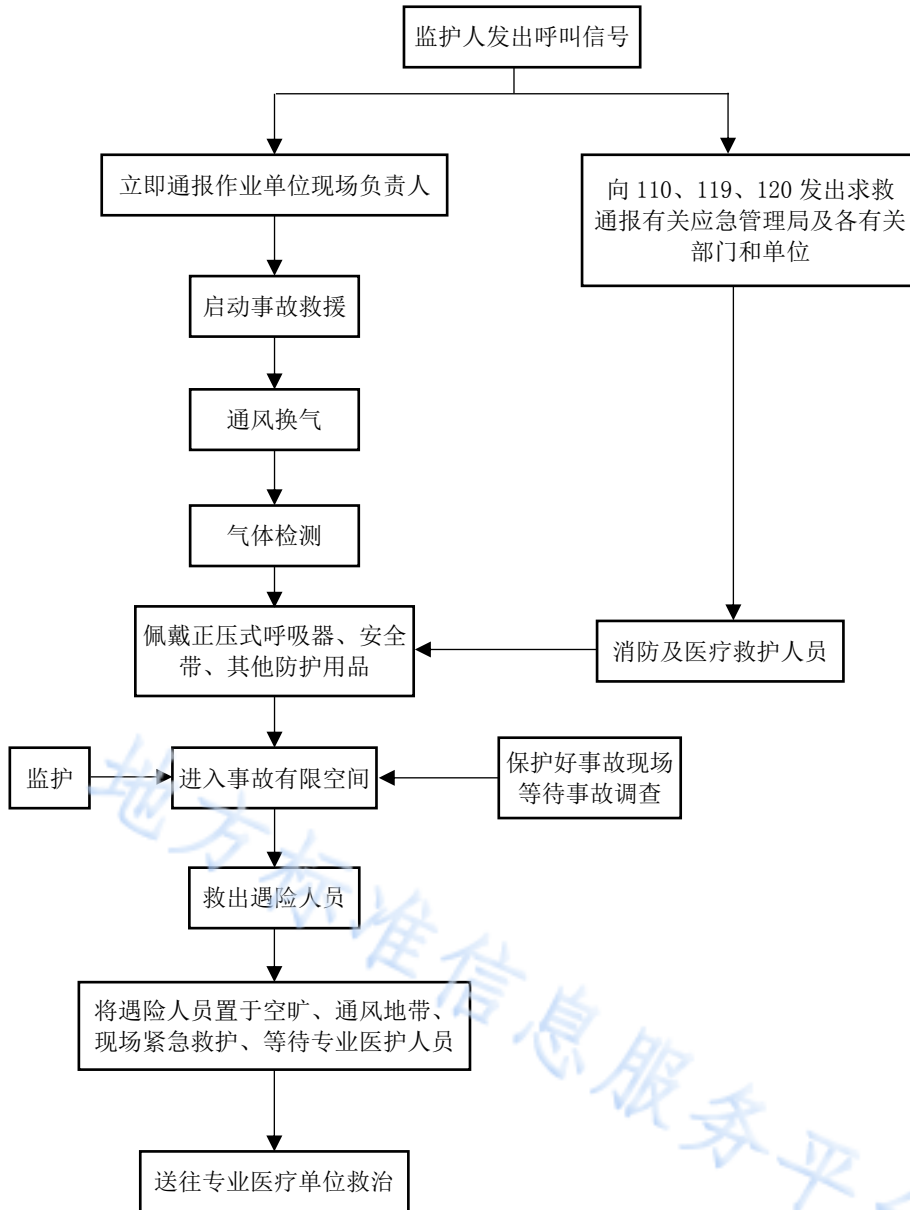 监护人发出呼叫信号
立即通报作业单位现场负责人
向 110、119、120 发出求救
通报有关应急管理局及各有关
部门和单位
启动事故救援
通风换气
气体检测
佩戴正压式呼吸器、安全
带、其他防护用品
消防及医疗救护人员
监护
进入事故有限空间
保护好事故现场
等待事故调查
救出遇险人员
将遇险人员置于空旷、通风地带、
现场紧急救护、等待专业医护人员
送往专业医疗单位救治
地方标准信息服务平